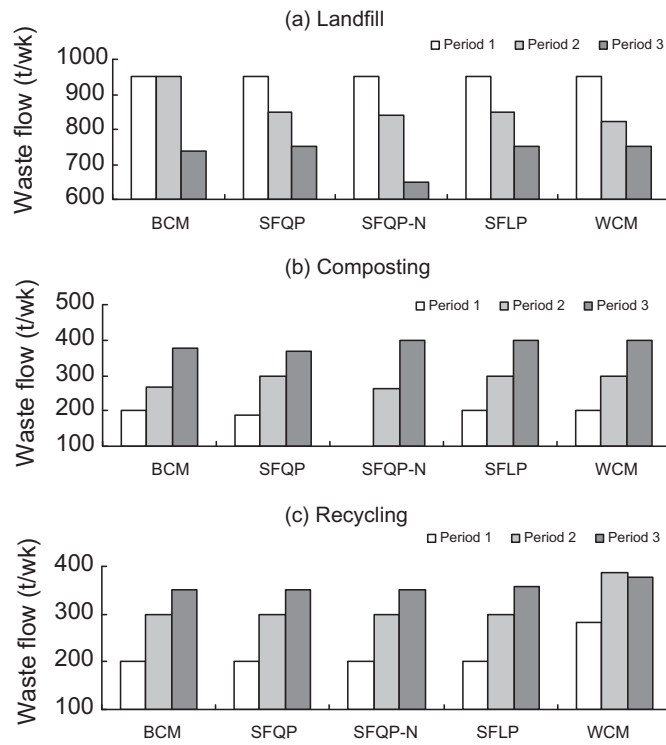 (a) Landfill
Period 1 Period 2 Period 3
Waste flow (t/wk)
1000
900
800
700
600
BCM SFQP SFQP-N SFLP WCM
(b) Composting
Period 1 Period 2 Period 3
Waste flow (t/wk)
500
400
300
200
100
BCM SFQP SFQP-N SFLP WCM
(c) Recycling
Period 1 Period 2 Period 3
Waste flow (t/wk)
400
300
200
100
BCM SFQP SFQP-N SFLP WCM